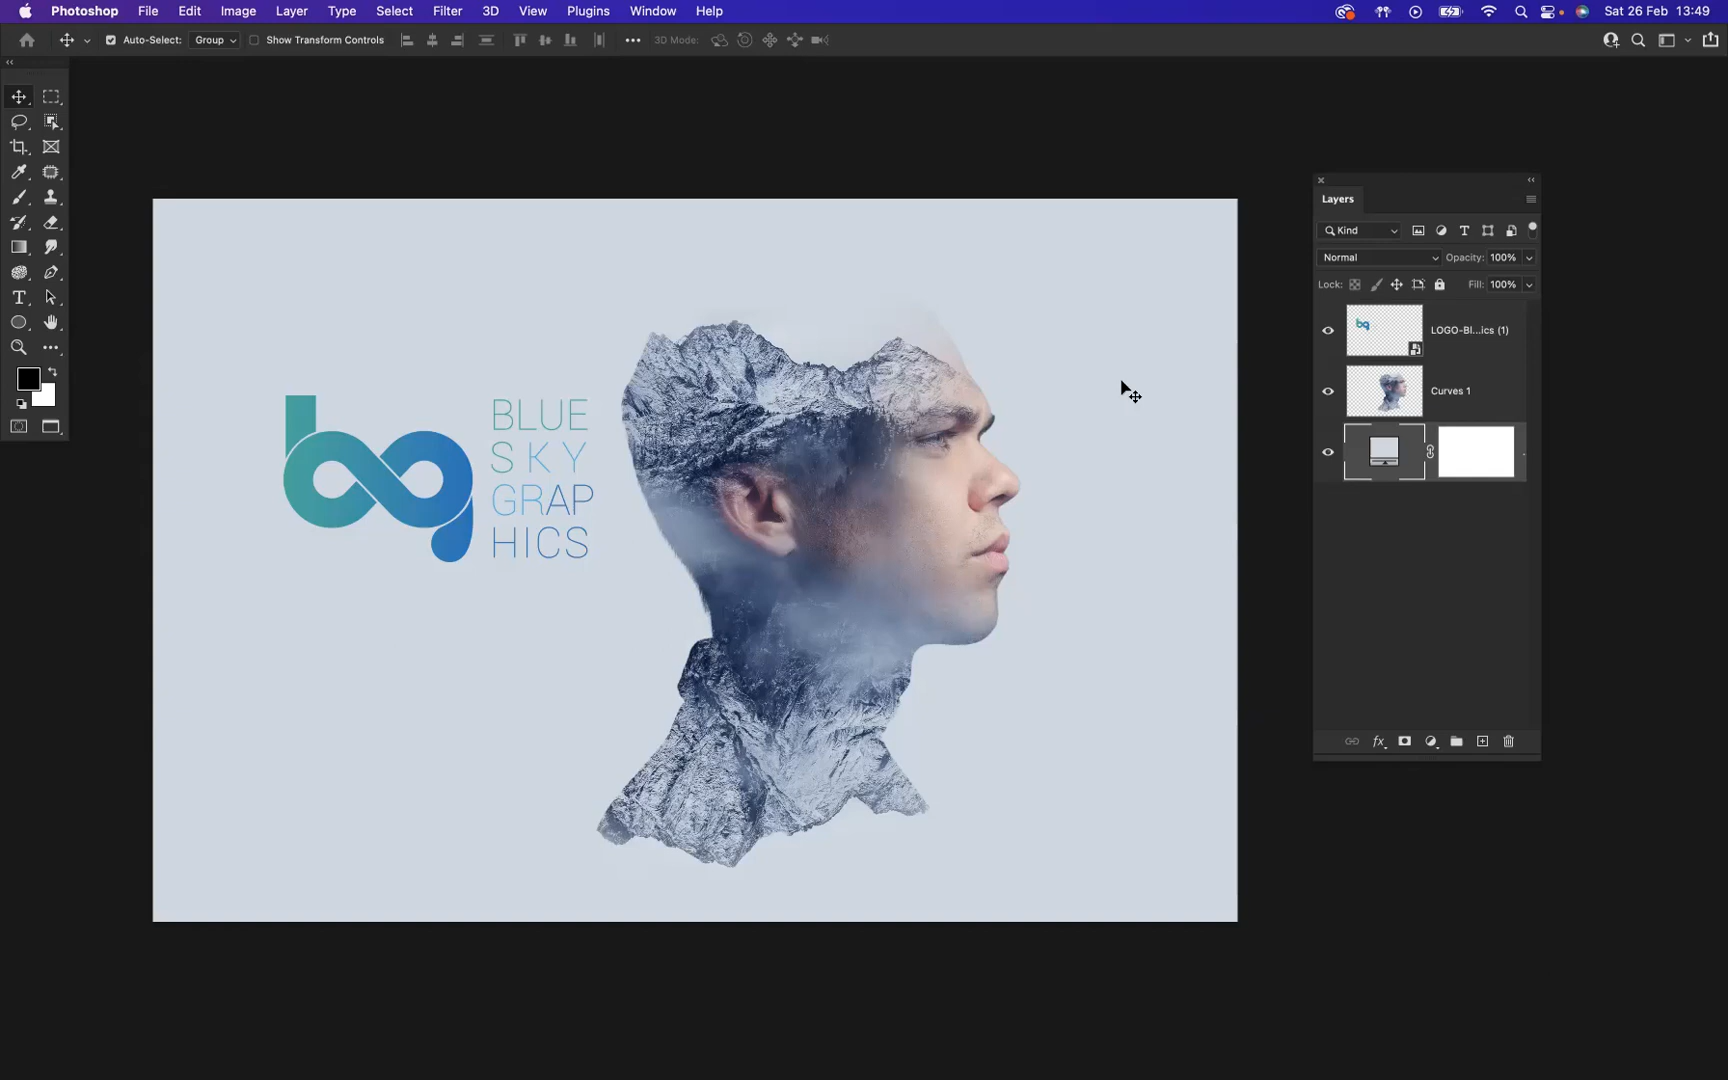 Photoshop File Edit Image Layer Type Select Filter 3D View Plugins Window Help Sat 26 Feb 13:49
Auto-Select: Group Show Transform Controls 3D Mode:
Layers
Kind
Normal Opacity: 100%
Lock: Fill: 100%
LOGO-Bl...ics (1)
Curves 1
fx
bg
BLUE
SKY
GRAP
HICS